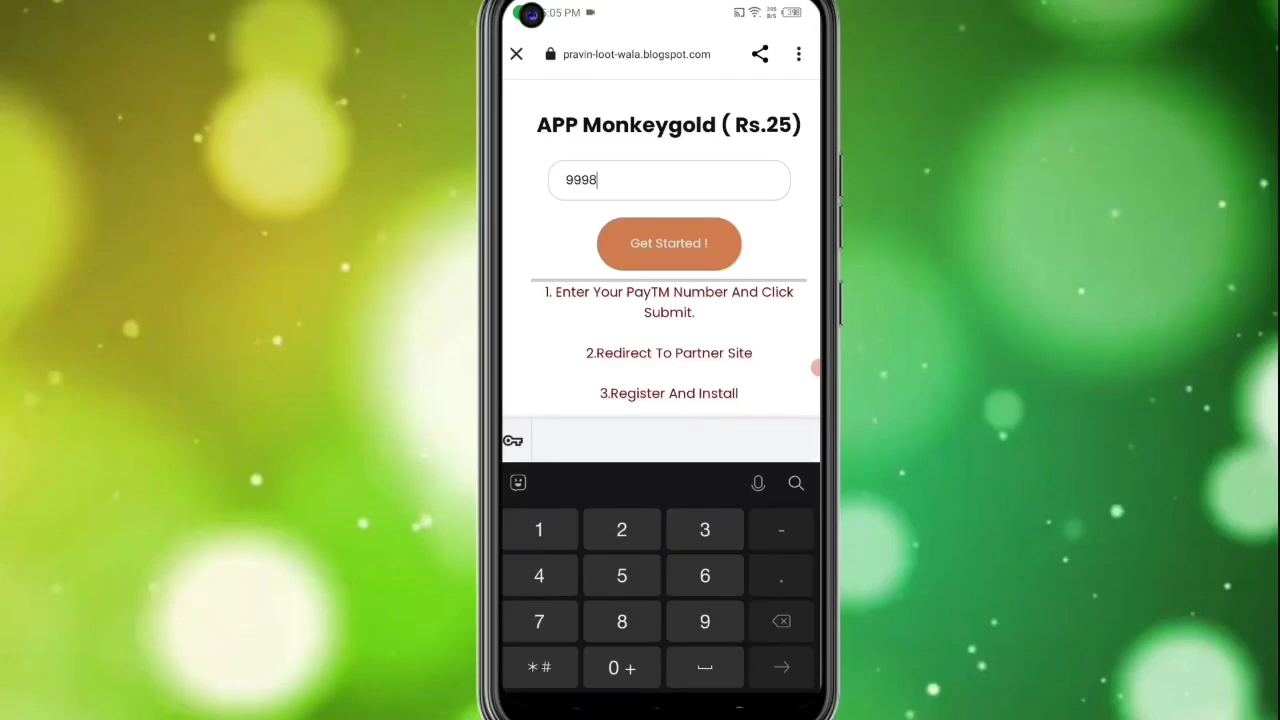 5:05 PM
398
pravin-loot-wala.blogspot.com
APP Monkeygold ( Rs.25)
9998
Get Started !
1. Enter Your PayTM Number And Click
Submit.
2.Redirect To Partner Site
3.Register And Install
1 2 3 -
4 5 6 .
7 8 9
*# 0 +